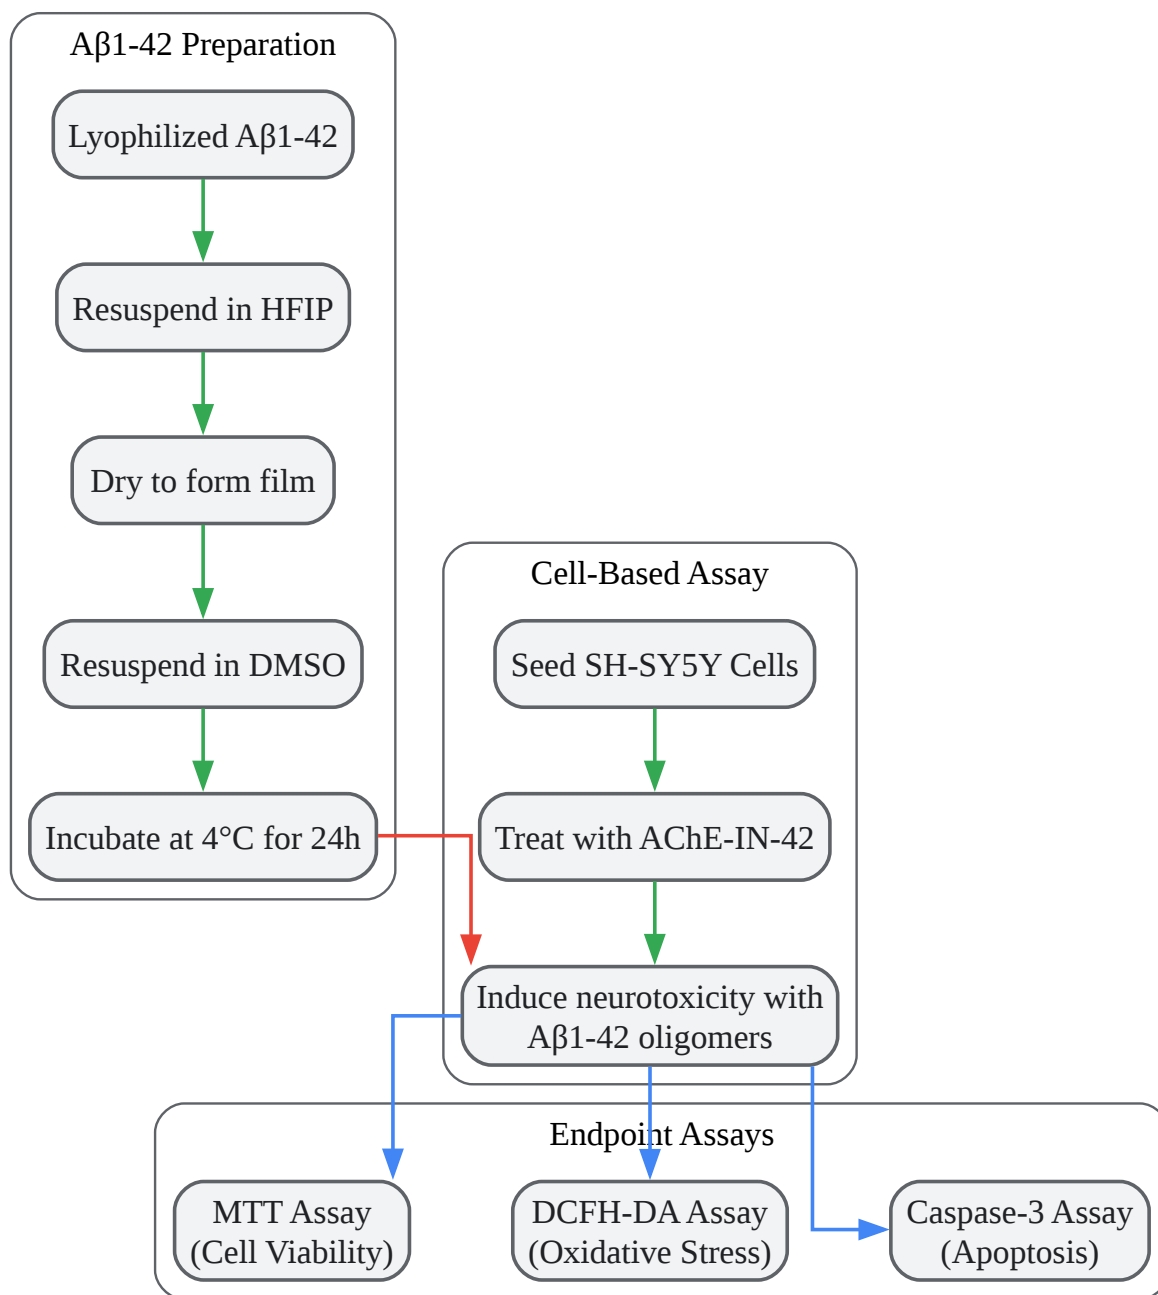 Aβ1-42 Preparation
Lyophilized Aβ1-42
Resuspend in HFIP
Dry to form film
Resuspend in DMSO
Incubate at 4°C for 24h
Cell-Based Assay
Seed SH-SY5Y Cells
Treat with AChE-IN-42
Induce neurotoxicity with
Aβ1-42 oligomers
Endpoint Assays
MTT Assay
(Cell Viability)
DCFH-DA Assay
(Oxidative Stress)
Caspase-3 Assay
(Apoptosis)